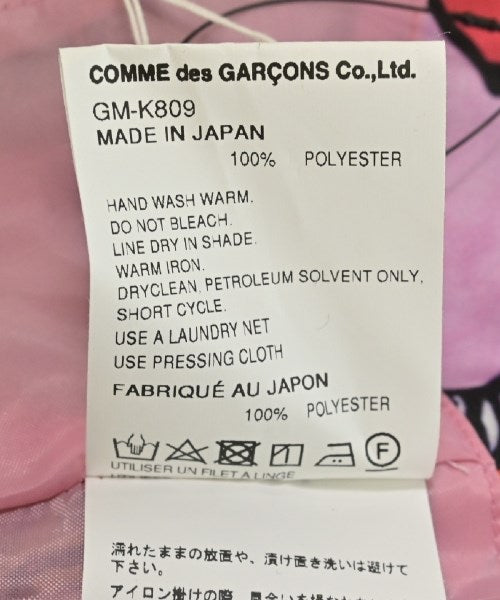 COMME des GARÇONS Co.,Ltd.
GM-K809
MADE IN JAPAN
100% POLYESTER
HAND WASH WARM.
DO NOT BLEACH.
LINE DRY IN SHADE.
WARM IRON.
DRYCLEAN. PETROLEUM SOLVENT ONLY,
SHORT CYCLE.
USE A LAUNDRY NET
USE PRESSING CLOTH
FABRIQUÉ AU JAPON
100% POLYESTER
F
UTILISER UN FILET A LINGE
濡れたままの放置や、漬け置き洗いは避けて
下さい。
アイロン掛けの際、